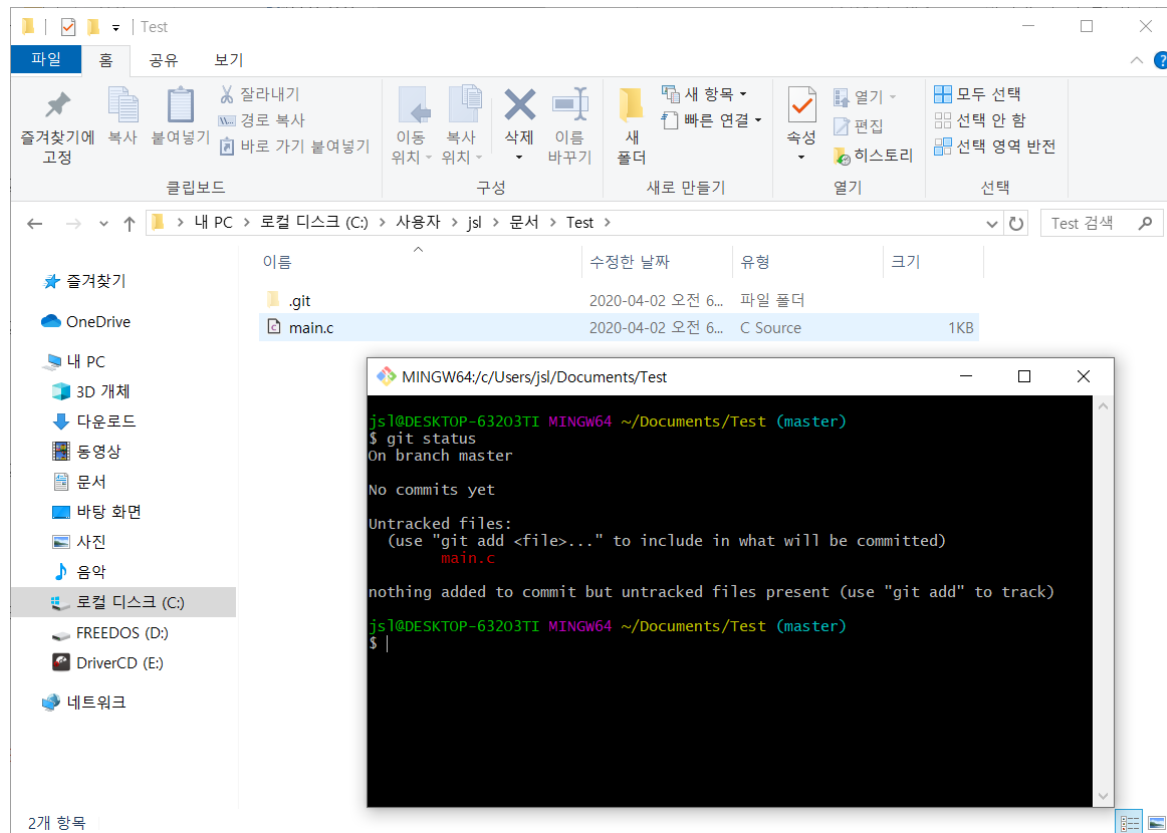 Test
파일 홈 공유 보기
즐겨찾기에 고정
복사
붙여넣기
잘라내기
경로 복사
바로 가기 붙여넣기
클립보드
이동 위치
복사 위치
삭제
이름 바꾸기
구성
새 폴더
새 항목
빠른 연결
새로 만들기
속성
열기
편집
히스토리
열기
모두 선택
선택 안 함
선택 영역 반전
선택
> 내 PC > 로컬 디스크 (C:) > 사용자 > jsl > 문서 > Test >
Test 검색
이름 수정한 날짜 유형 크기
.git 2020-04-02 오전 6... 파일 폴더
main.c 2020-04-02 오전 6... C Source 1KB
즐겨찾기
OneDrive
내 PC
3D 개체
다운로드
동영상
문서
바탕 화면
사진
음악
로컬 디스크 (C:)
FREEDOS (D:)
DriverCD (E:)
네트워크
MINGW64:/c/Users/jsl/Documents/Test
jsl@DESKTOP-632O3TI MINGW64 ~/Documents/Test (master)
$ git status
On branch master
No commits yet
Untracked files:
(use "git add <file>..." to include in what will be committed)
main.c
nothing added to commit but untracked files present (use "git add" to track)
jsl@DESKTOP-632O3TI MINGW64 ~/Documents/Test (master)
$
2개 항목